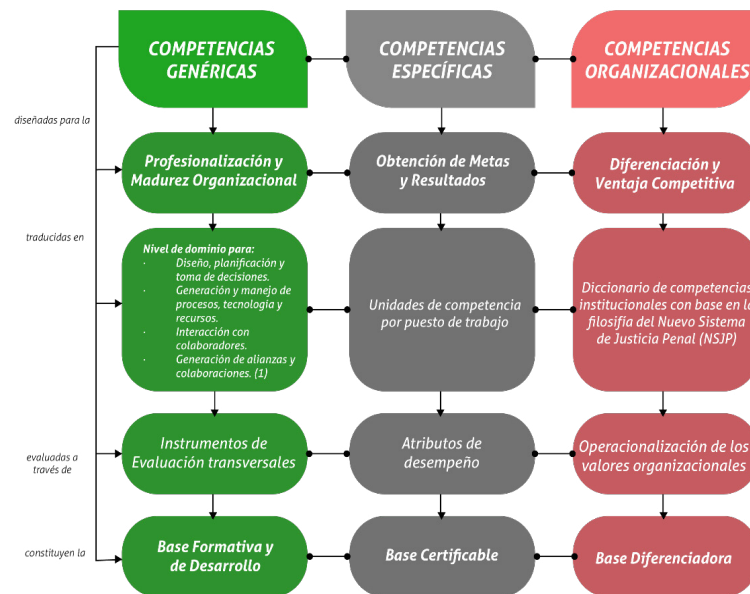 COMPETENCIAS
GENÉRICAS
COMPETENCIAS
ESPECÍFICAS
COMPETENCIAS
ORGANIZACIONALES
diseñadas para la
Profesionalización y
Madurez Organizacional
Obtención de Metas
y Resultados
Diferenciación y
Ventaja Competitiva
traducidas en
Nivel de dominio para:
· Diseño, planificación y
toma de decisiones.
· Generación y manejo de
procesos, tecnología y
recursos.
· Interacción con
colaboradores.
· Generación de alianzas y
colaboraciones. (1)
Unidades de competencia
por puesto de trabajo
Diccionario de competencias
institucionales con base en la
filosifía del Nuevo Sistema
de Justicia Penal (NSJP)
evaluadas a
través de
Instrumentos de
Evaluación transversales
Atributos de
desempeño
Operacionalización de los
valores organizacionales
constituyen la
Base Formativa y
de Desarrollo
Base Certificable
Base Diferenciadora